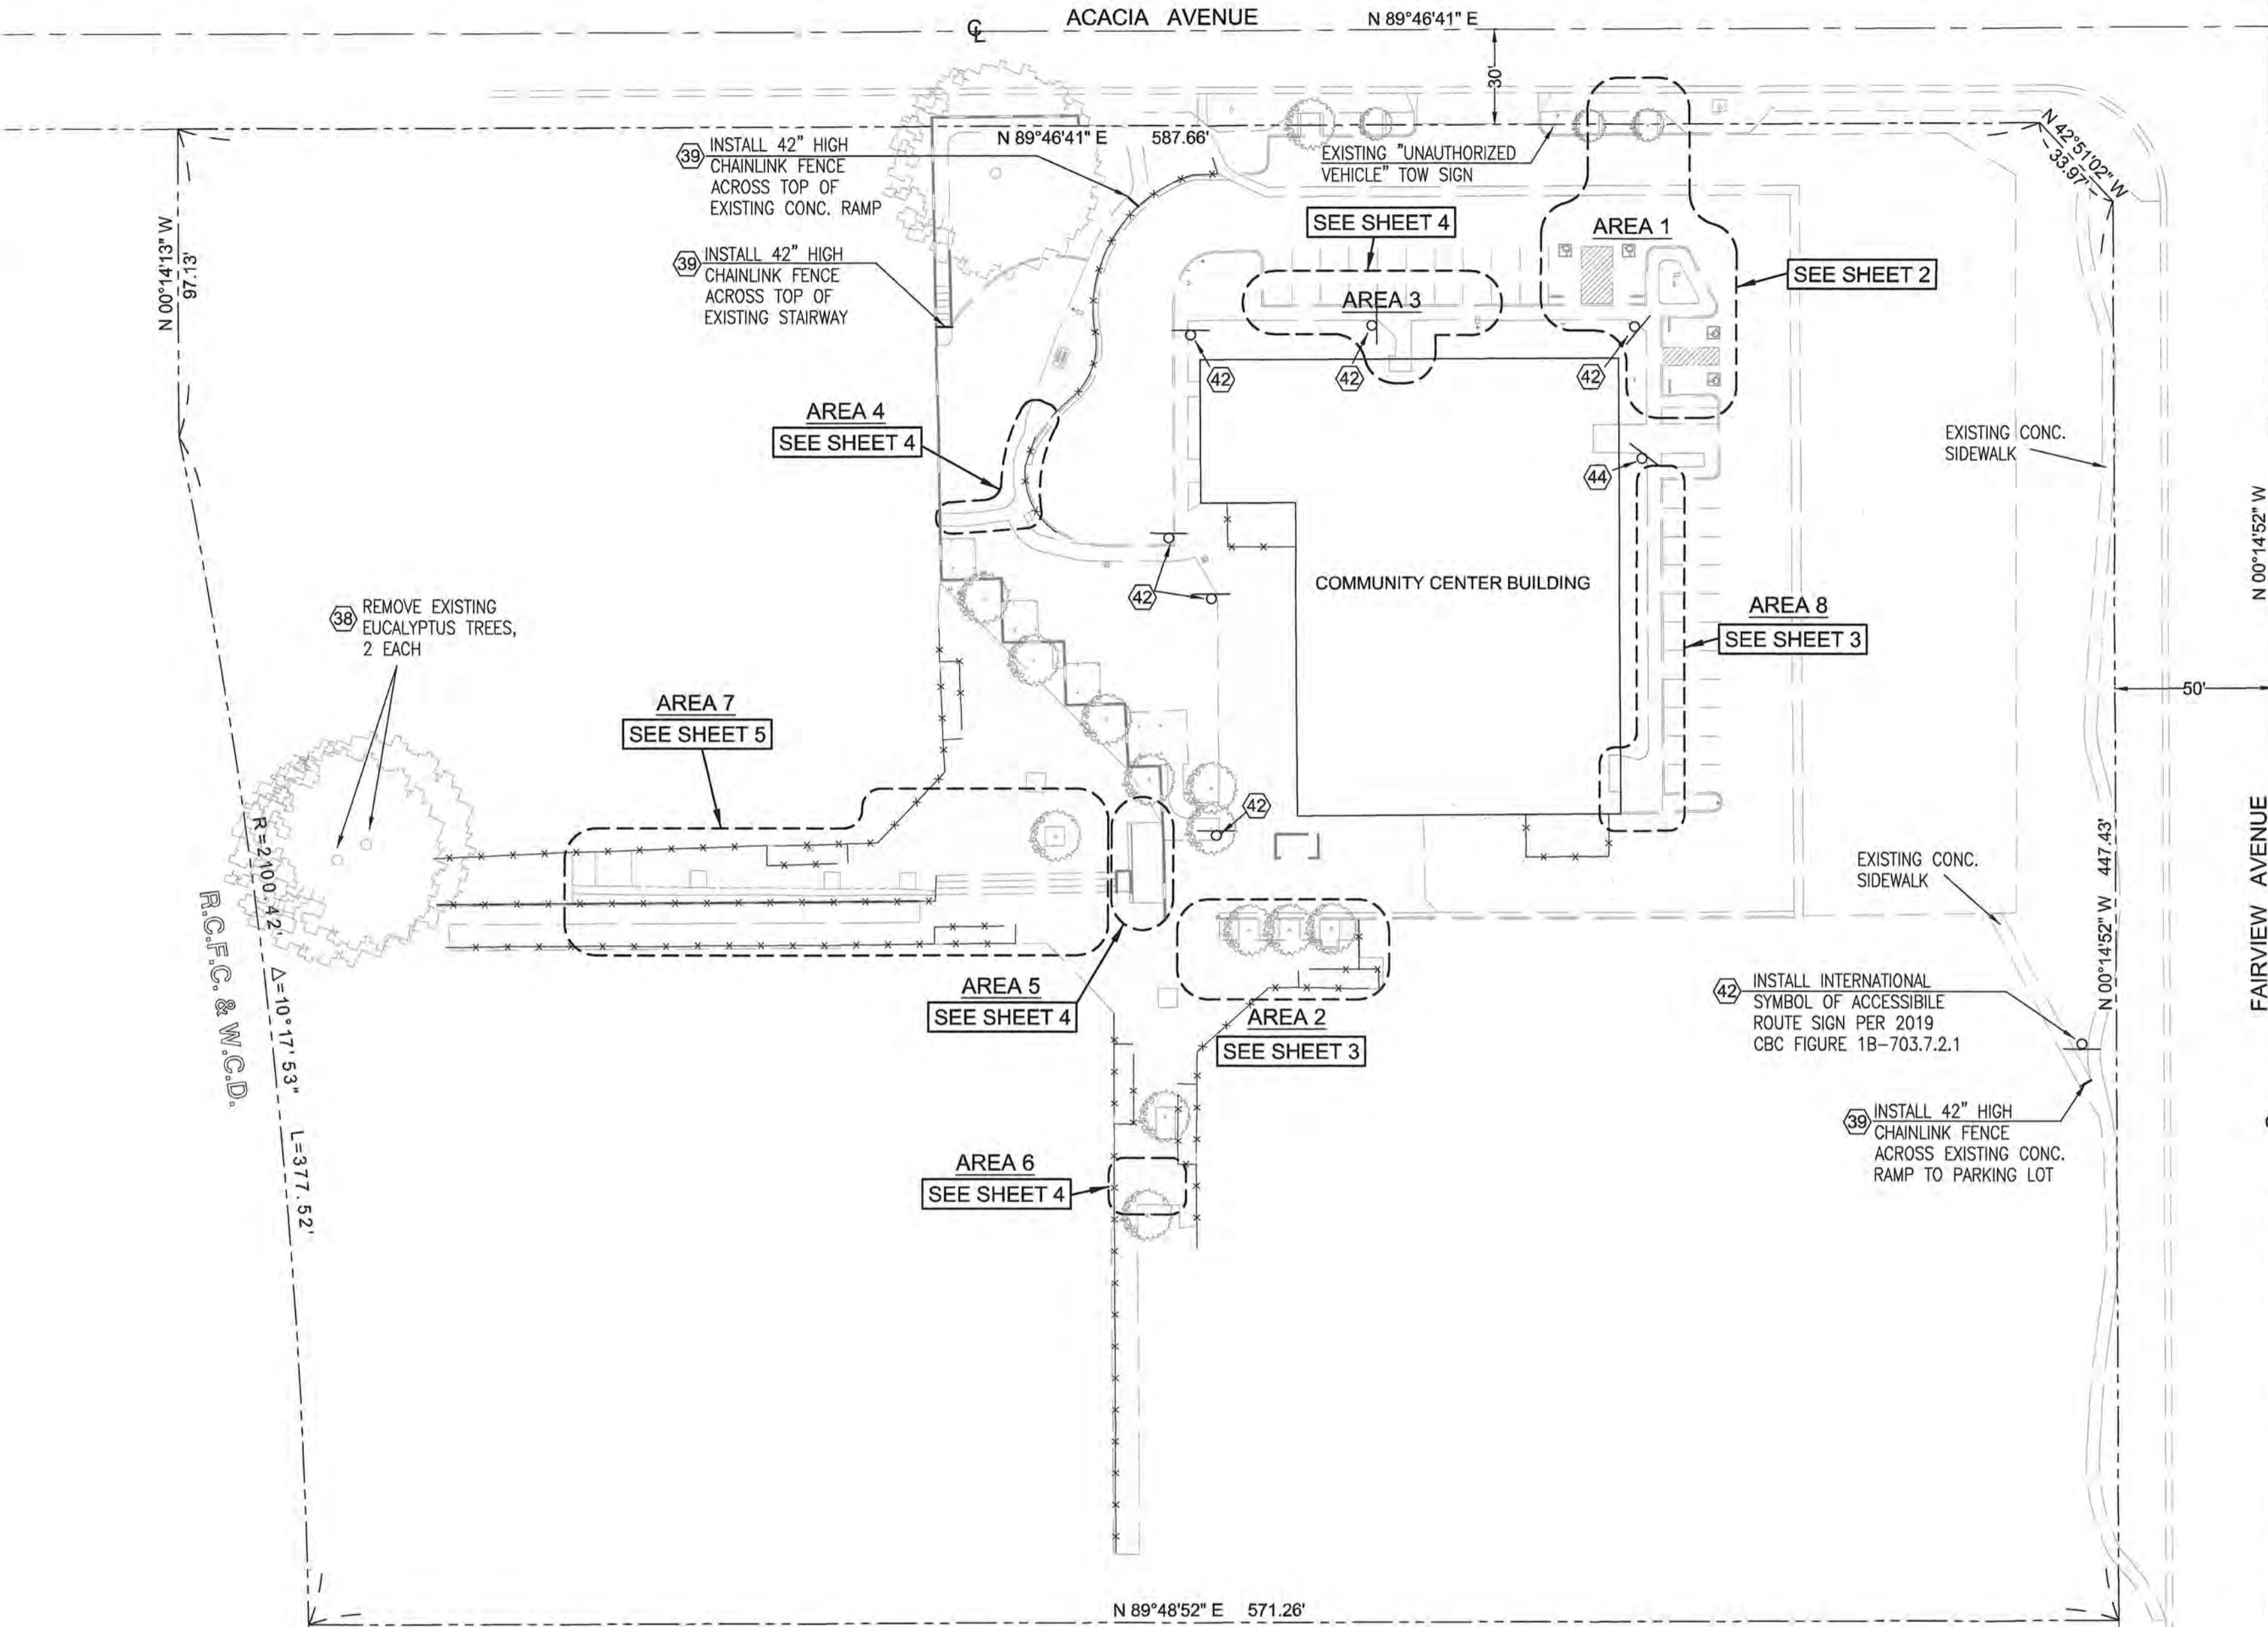 ACACIA AVENUE
N 89°46'41" E
℄
30'
N 89°46'41" E 587.66'
N 42°51'02" W
33.97'
39 INSTALL 42" HIGH
CHAINLINK FENCE
ACROSS TOP OF
EXISTING CONC. RAMP
EXISTING "UNAUTHORIZED
VEHICLE" TOW SIGN
N 00°14'13" W
97.13'
SEE SHEET 4
AREA 3
AREA 1
SEE SHEET 2
39 INSTALL 42" HIGH
CHAINLINK FENCE
ACROSS TOP OF
EXISTING STAIRWAY
42
42
42
AREA 4
SEE SHEET 4
EXISTING CONC.
SIDEWALK
44
N 00°14'52" W
42
COMMUNITY CENTER BUILDING
38 REMOVE EXISTING
EUCALYPTUS TREES,
2 EACH
AREA 8
SEE SHEET 3
50'
AREA 7
SEE SHEET 5
42
R=2100.42'
Δ=10°17'53"
L=377.52'
R.C.F.C. & W.C.D.
EXISTING CONC.
SIDEWALK
N 00°14'52" W 447.43'
FAIRVIEW AVENUE
AREA 5
SEE SHEET 4
AREA 2
SEE SHEET 3
42 INSTALL INTERNATIONAL
SYMBOL OF ACCESSIBILE
ROUTE SIGN PER 2019
CBC FIGURE 1B-703.7.2.1
39 INSTALL 42" HIGH
CHAINLINK FENCE
ACROSS EXISTING CONC.
RAMP TO PARKING LOT
AREA 6
SEE SHEET 4
N 89°48'52" E 571.26'